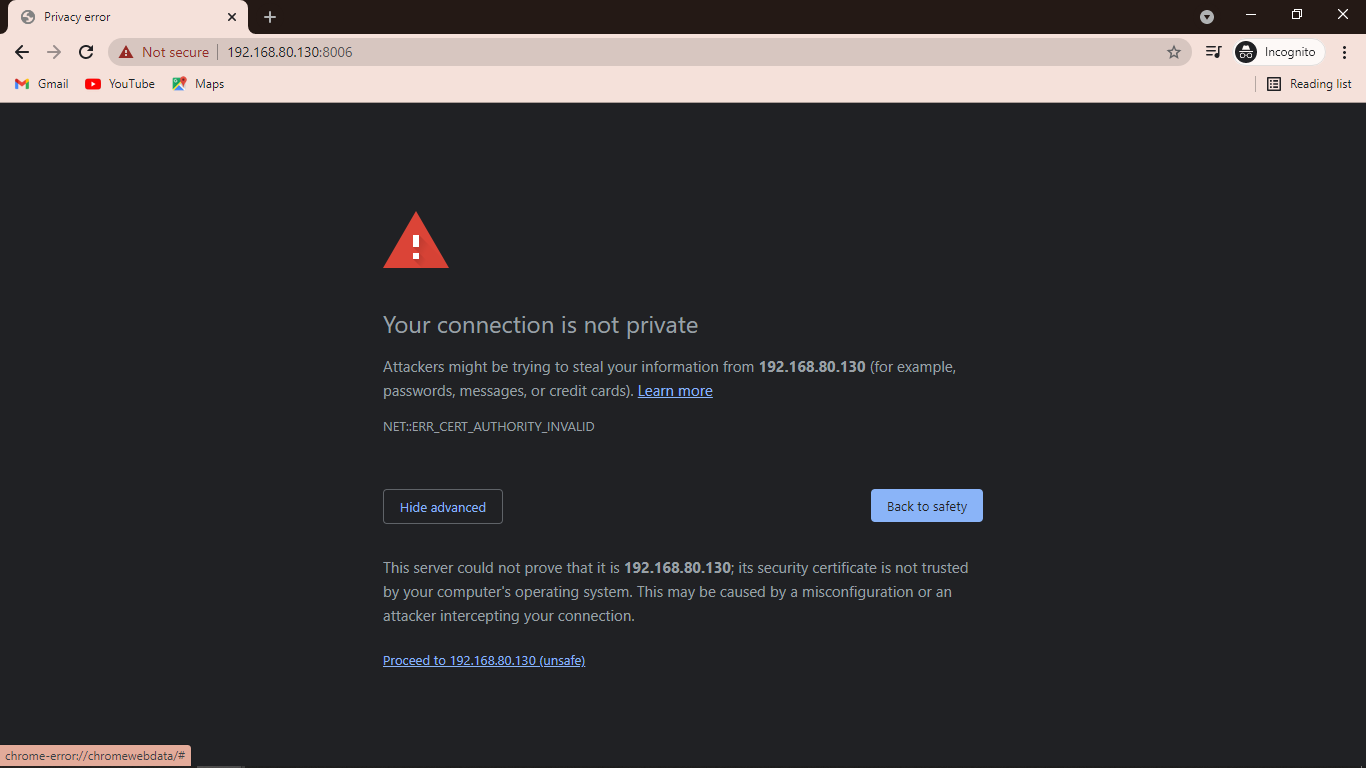 Privacy error
Not secure 192.168.80.130:8006 Incognito
Gmail YouTube Maps Reading list
Your connection is not private
Attackers might be trying to steal your information from 192.168.80.130 (for example,
passwords, messages, or credit cards). Learn more
NET::ERR_CERT_AUTHORITY_INVALID
Hide advanced Back to safety
This server could not prove that it is 192.168.80.130; its security certificate is not trusted
by your computer's operating system. This may be caused by a misconfiguration or an
attacker intercepting your connection.
Proceed to 192.168.80.130 (unsafe)
chrome-error://chromewebdata/#